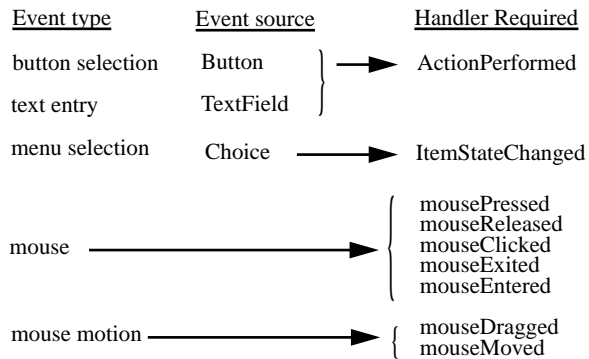 Event type Event source Handler Required
button selection Button ActionPerformed
text entry TextField
menu selection Choice ItemStateChanged
mousePressed
mouseReleased
mouse mouseClicked
mouseExited
mouseEntered
mouse motion mouseDragged
mouseMoved